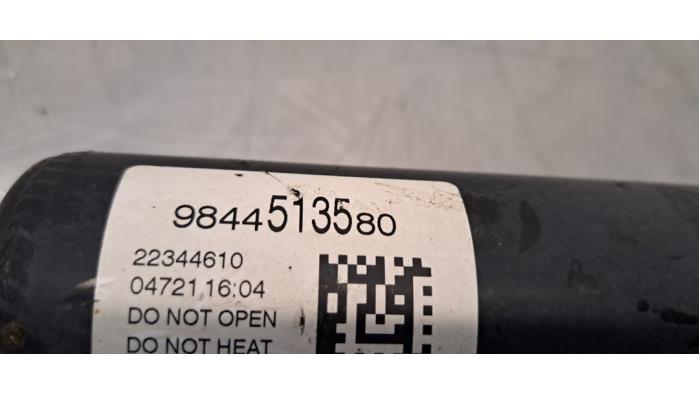 9844513580
22344610
04721,16:04
DO NOT OPEN
DO NOT HEAT